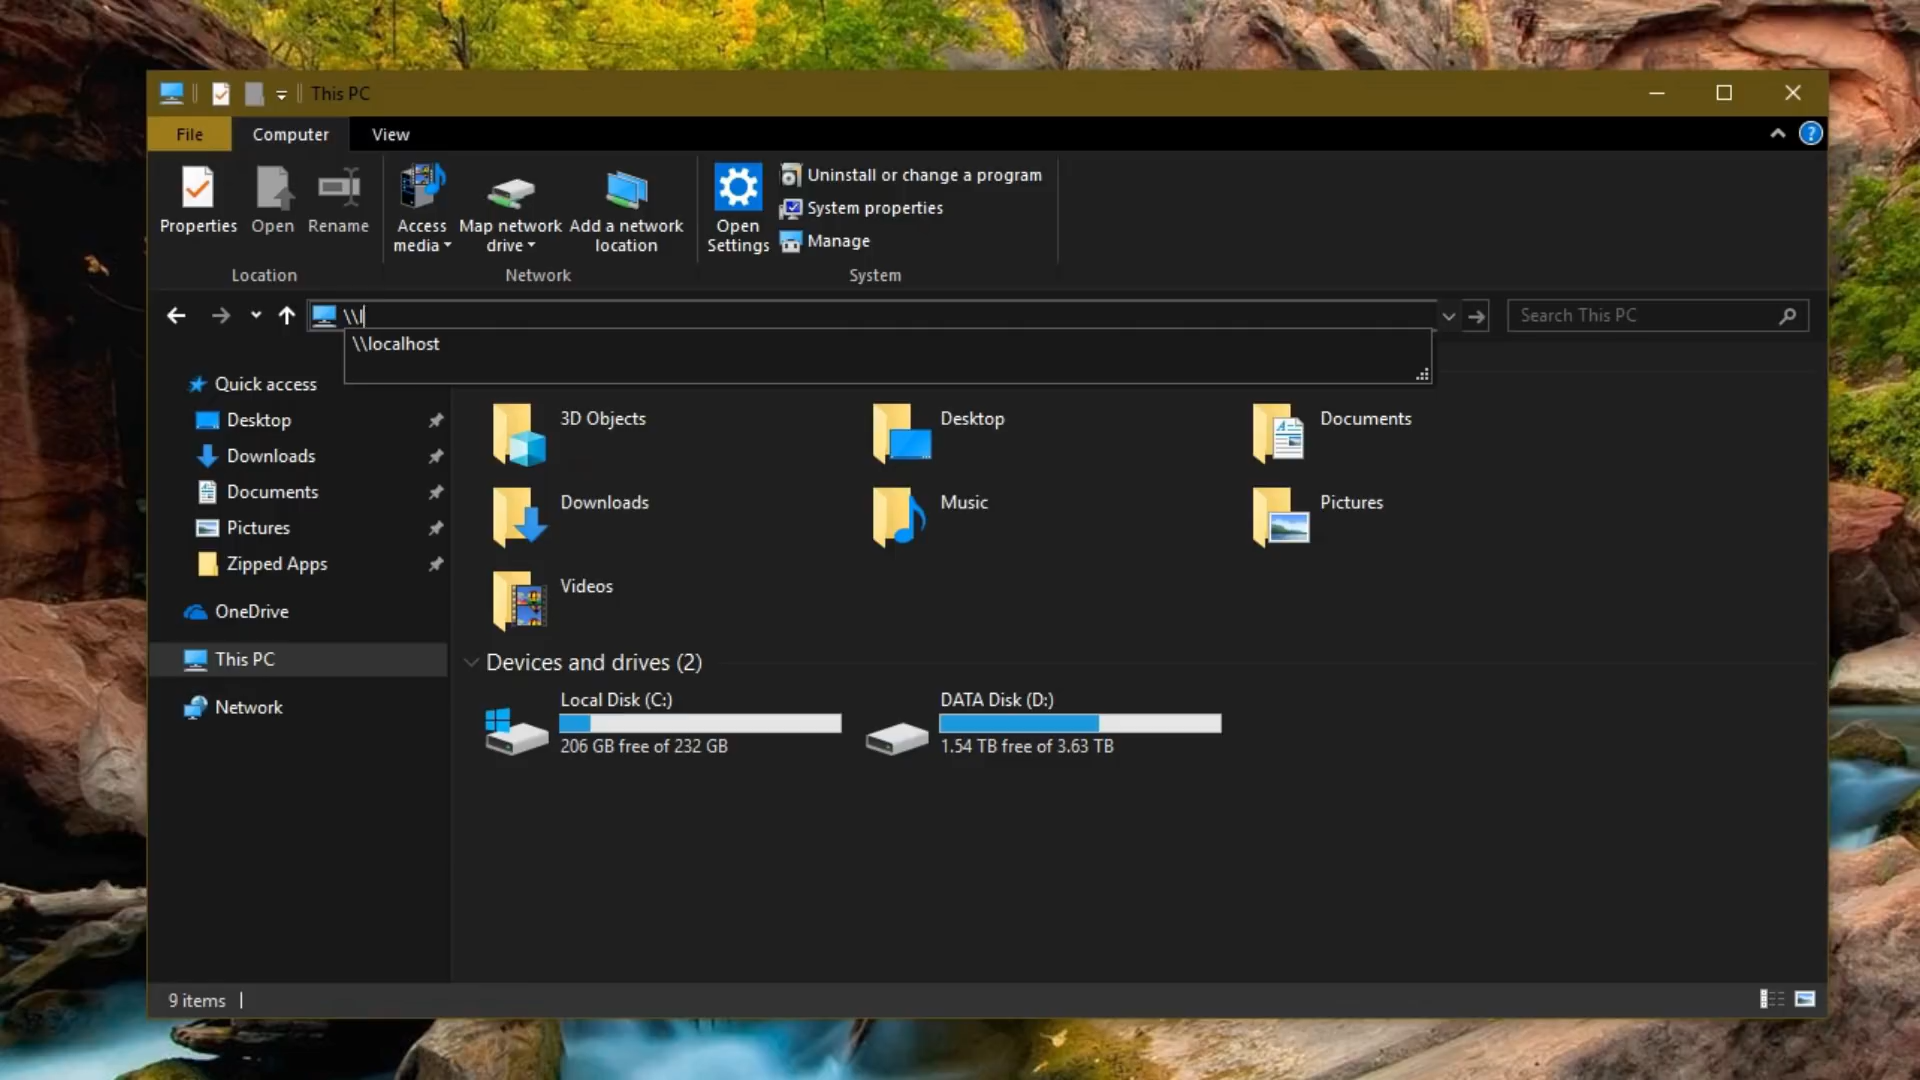 This PC
File
Computer
View
Properties
Open
Rename
Access
media
Map network
drive
Add a network
location
Open
Settings
Uninstall or change a program
System properties
Manage
Location
Network
System
\\l
Search This PC
\\localhost
Quick access
Desktop
Downloads
Documents
Pictures
Zipped Apps
OneDrive
This PC
Network
3D Objects
Desktop
Documents
Downloads
Music
Pictures
Videos
Devices and drives (2)
Local Disk (C:)
206 GB free of 232 GB
DATA Disk (D:)
1.54 TB free of 3.63 TB
9 items